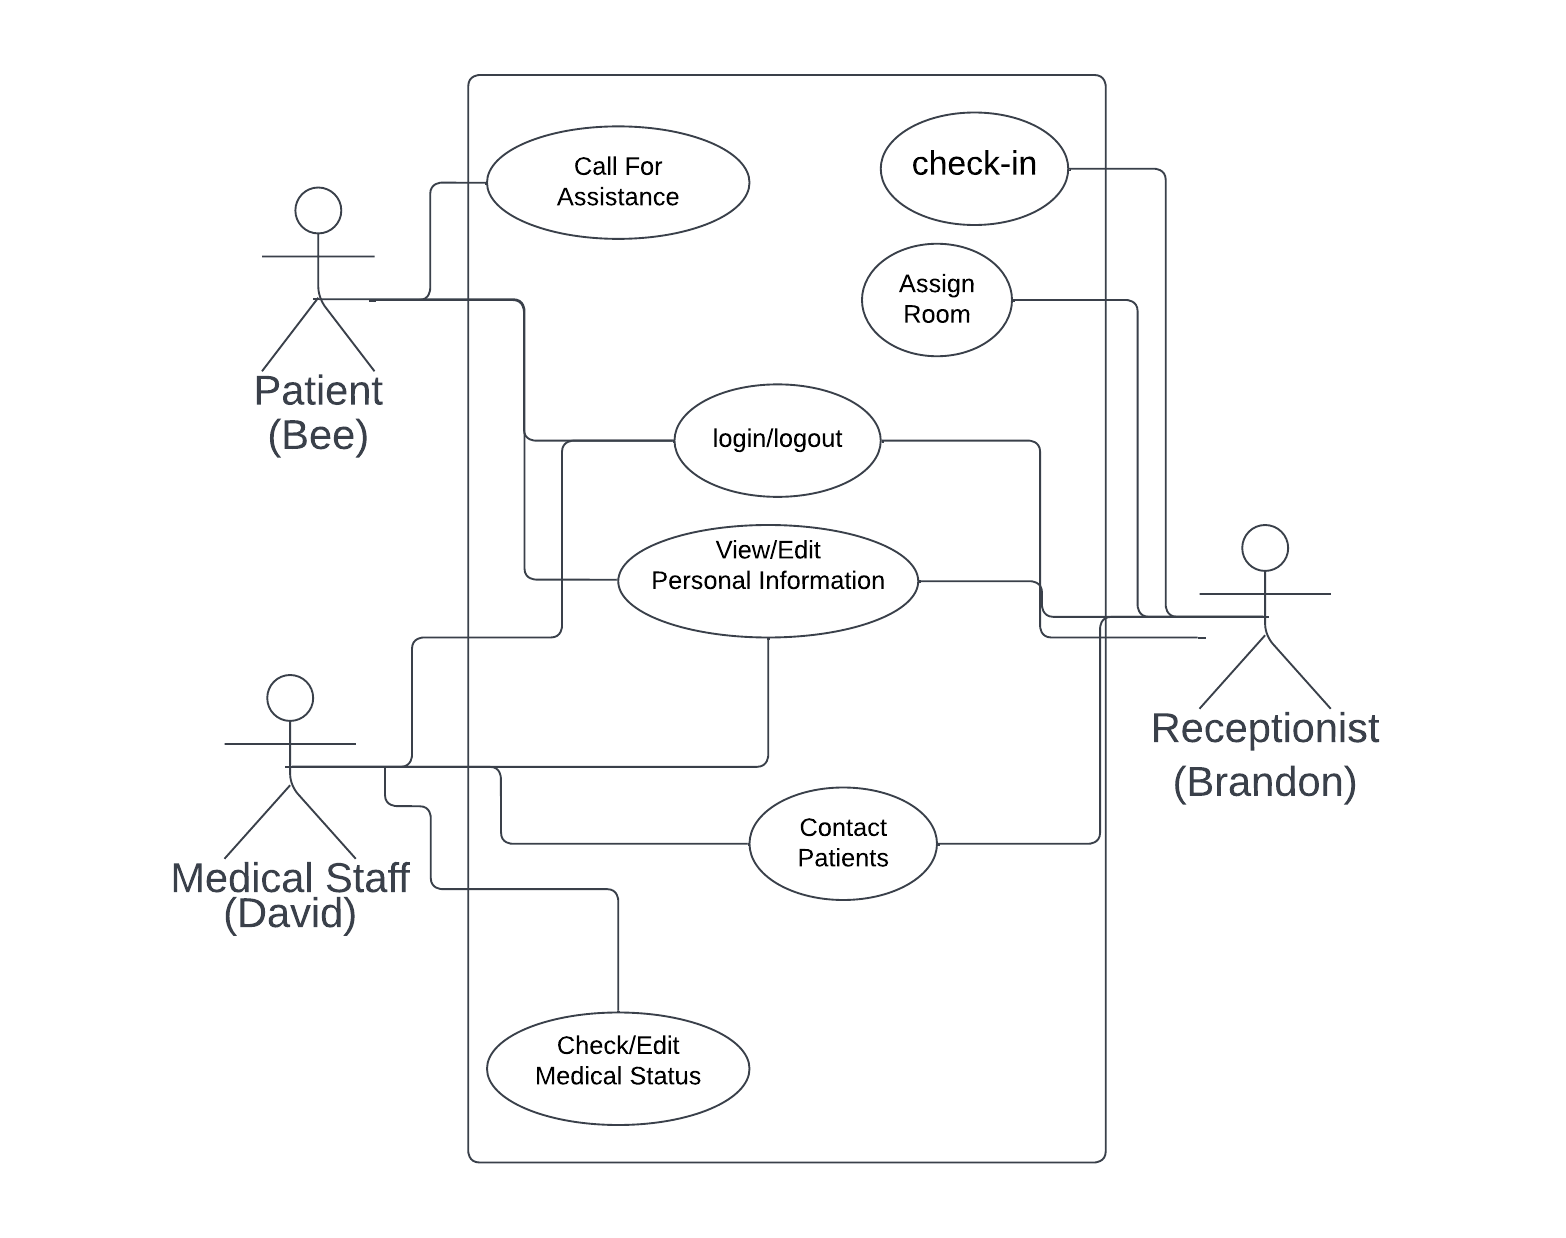 Call For
Assistance
check-in
Assign
Room
Patient
(Bee)
login/logout
View/Edit
Personal Information
Receptionist
(Brandon)
Contact
Patients
Medical Staff
(David)
Check/Edit
Medical Status